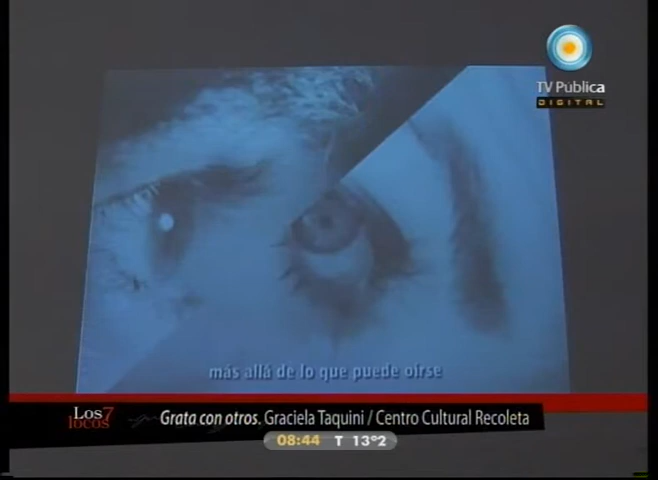 TV Pública
DIGITAL
más allá de lo que puede oírse
Los 7 locos
Grata con otros, Graciela Taquini / Centro Cultural Recoleta
08:44 T 13°2